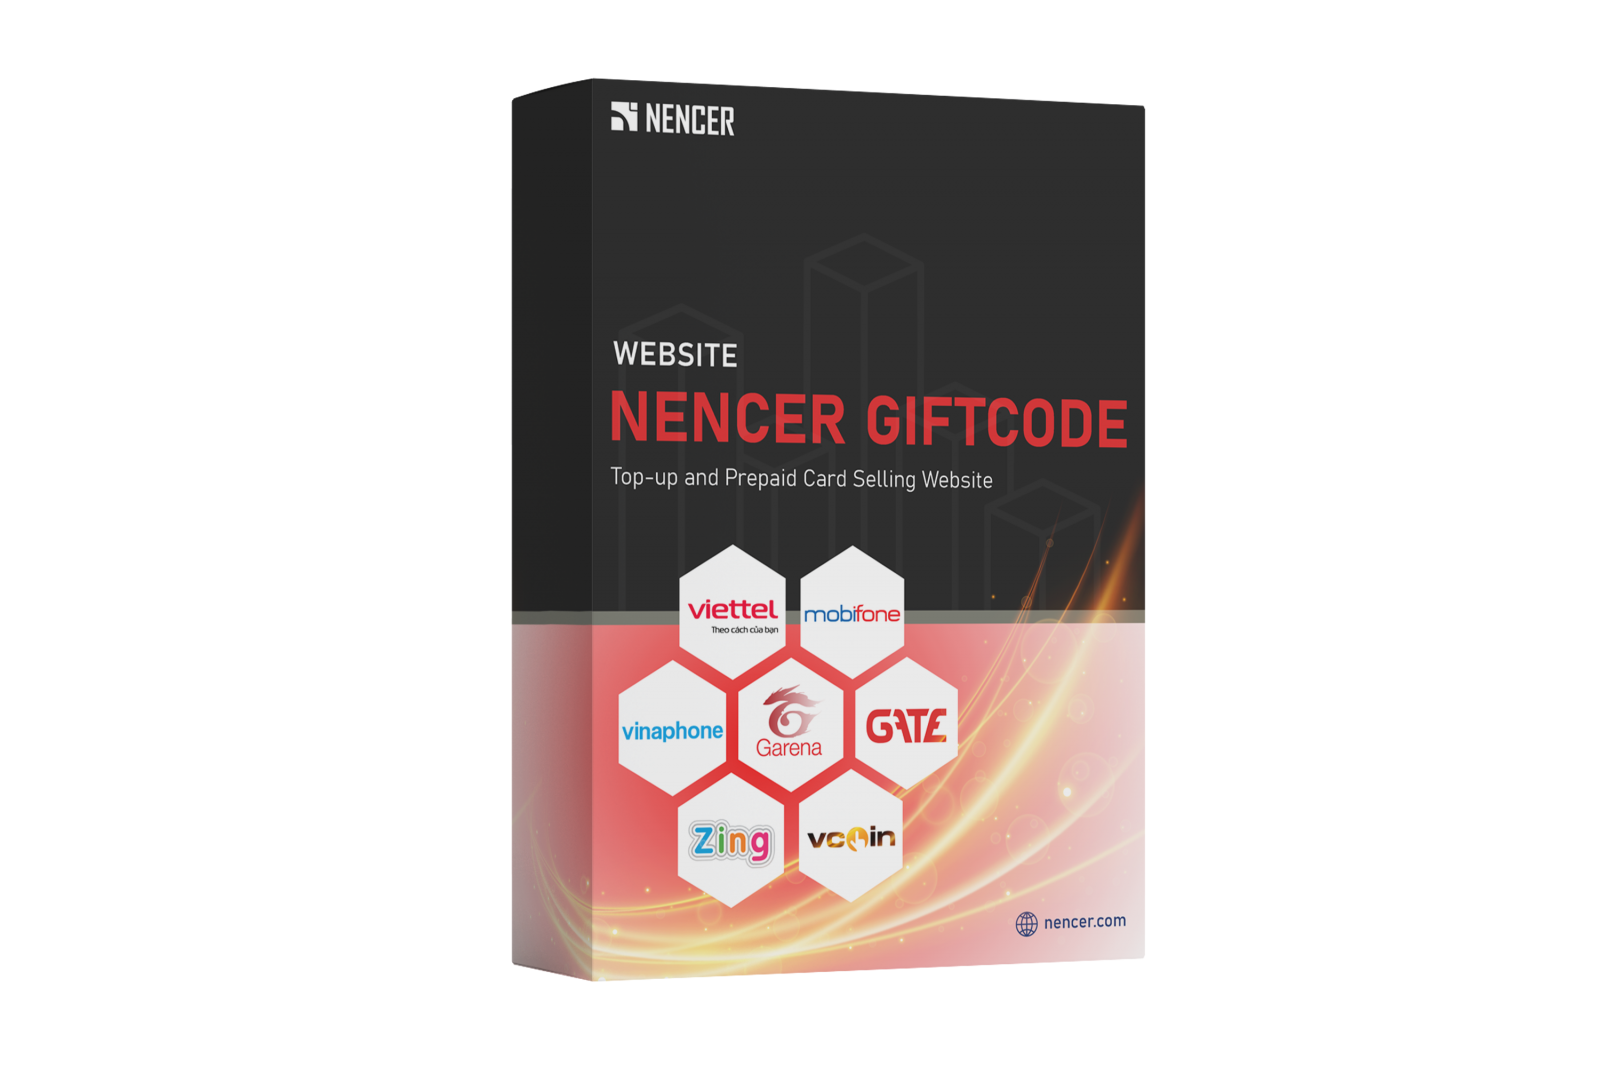 NENCER
WEBSITE
NENCER GIFTCODE
Top-up and Prepaid Card Selling Website
viettel
Theo cách của bạn
mobifone
vinaphone
Garena
GATE
Zing
vcoin
nencer.com